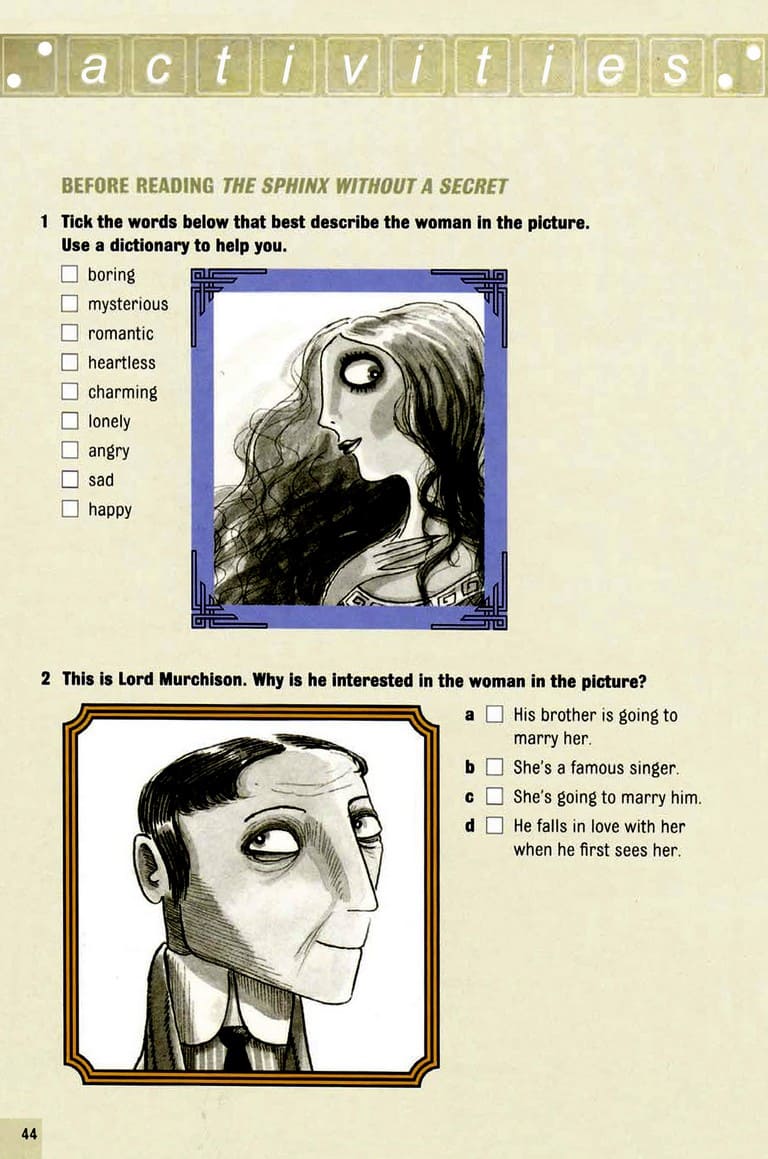 activities
BEFORE READING THE SPHINX WITHOUT A SECRET
1 Tick the words below that best describe the woman in the picture.
Use a dictionary to help you.
boring
mysterious
romantic
heartless
charming
lonely
angry
sad
happy
2 This is Lord Murchison. Why is he interested in the woman in the picture?
a His brother is going to
marry her.
b She's a famous singer.
c She's going to marry him.
d He falls in love with her
when he first sees her.
44